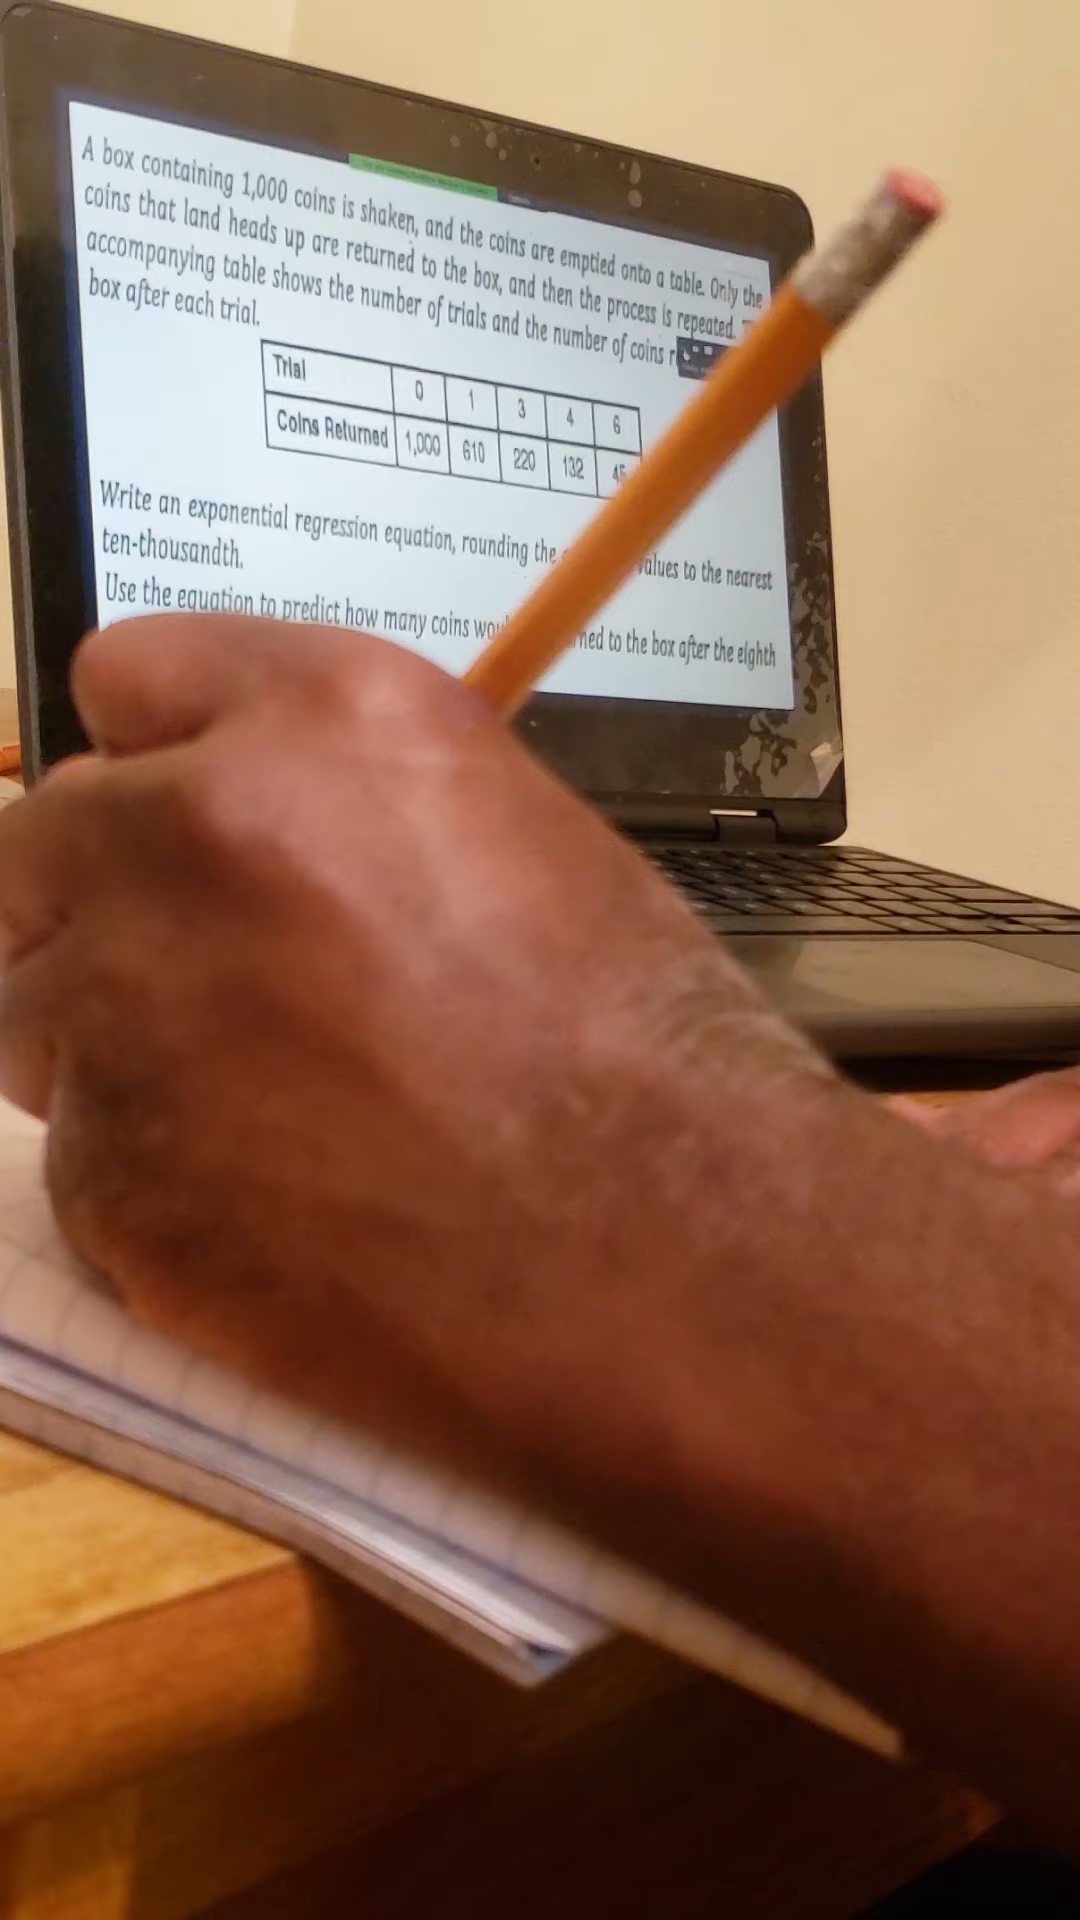 A box containing 1,000 coins is shaken, and the coins are emptied onto a table. Only the
coins that land heads up are returned to the box, and then the process is repeated.
accompanying table shows the number of trials and the number of coins
box after each trial.
Trial 0 1 3 4 6
Coins Returned 1,000 610 220 132 45
Write an exponential regression equation, rounding the values to the nearest
ten-thousandth.
Use the equation to predict how many coins to the box after the eighth